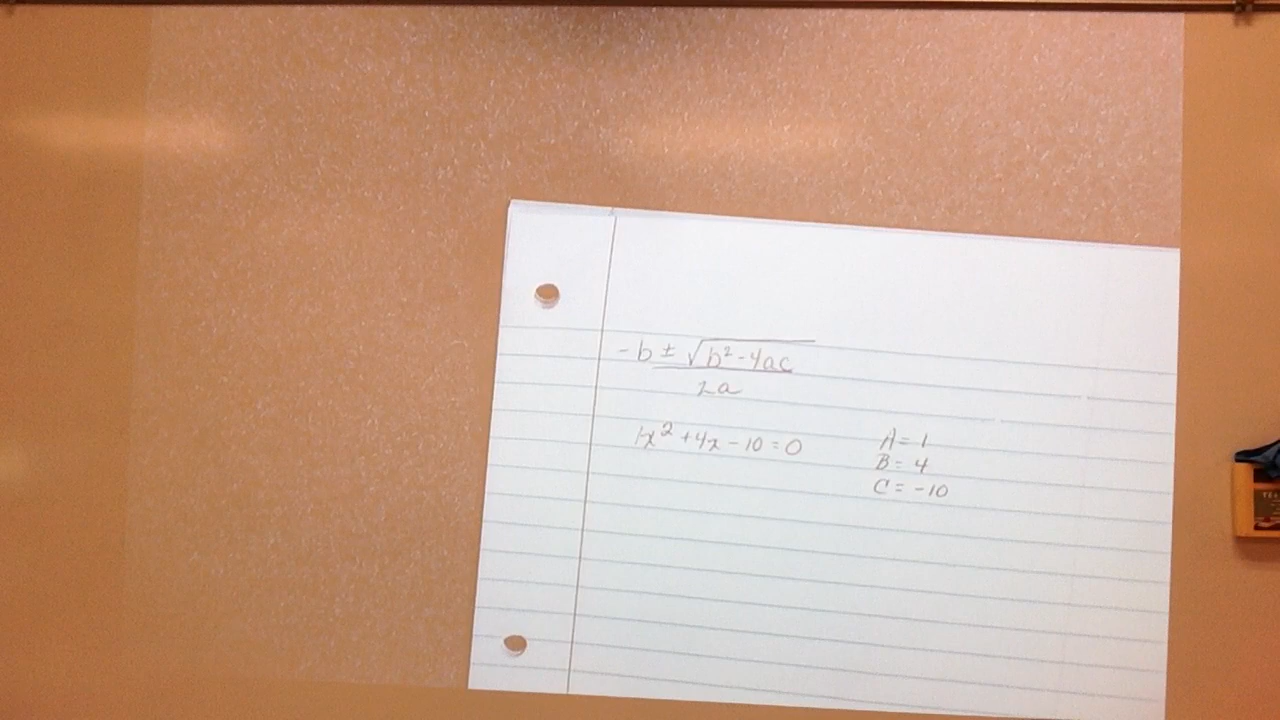 -b ± √b²-4ac
2a
1x² +4x-10=0
A= 1
B= 4
C= -10